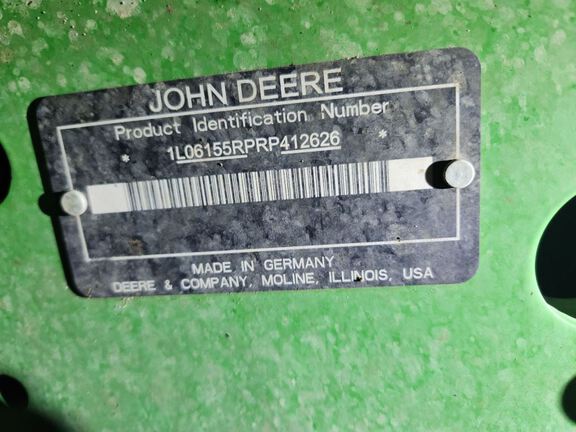 JOHN DEERE
Product Identification Number
* 1L06155RPRP412626 *
MADE IN GERMANY
DEERE & COMPANY, MOLINE, ILLINOIS, USA